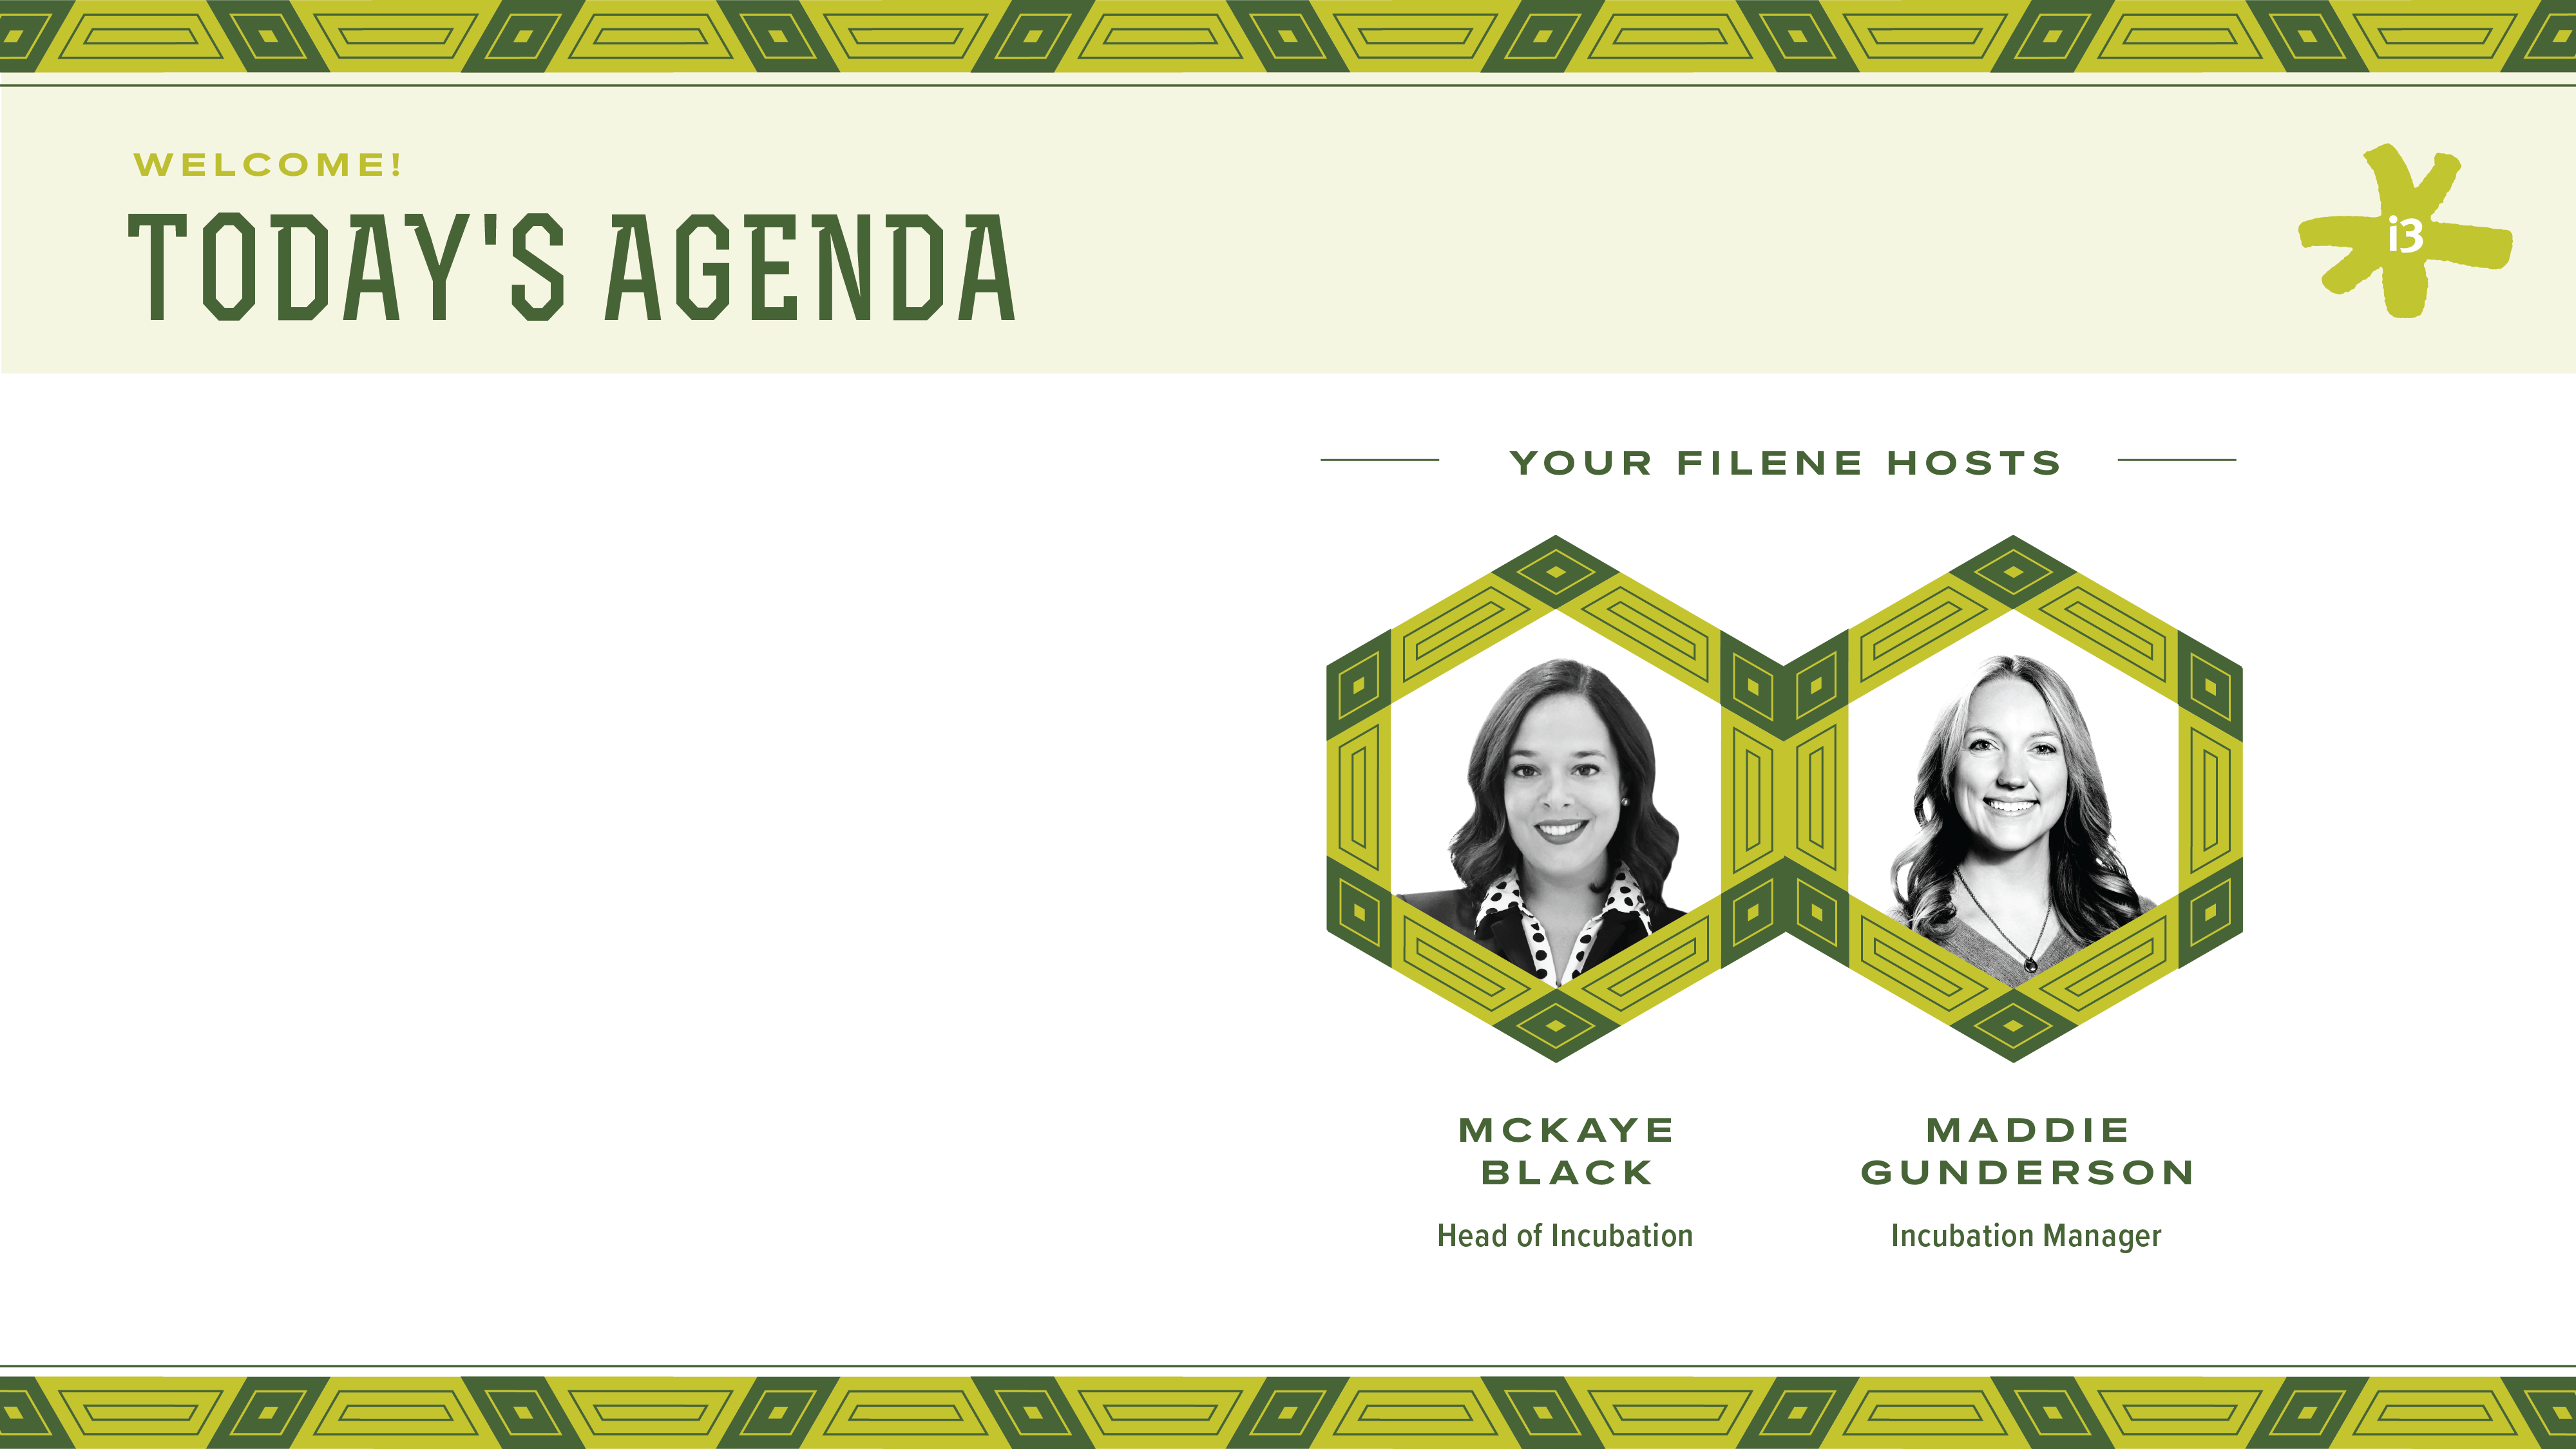 WELCOME!
TODAY'S AGENDA
i3
YOUR FILENE HOSTS
MCKAYE
BLACK
Head of Incubation
MADDIE
GUNDERSON
Incubation Manager